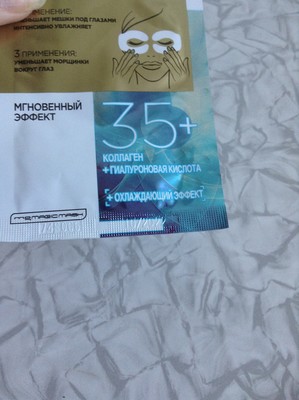 ПРИМЕНЕНИЕ:
УМЕНЬШАЕТ МЕШКИ ПОД ГЛАЗАМИ
ИНТЕНСИВНО УВЛАЖНЯЕТ
3 ПРИМЕНЕНИЯ:
УМЕНЬШАЕТ МОРЩИНКИ
ВОКРУГ ГЛАЗ
МГНОВЕННЫЙ
ЭФФЕКТ
35+
КОЛЛАГЕН
+ГИАЛУРОНОВАЯ КИСЛОТА
+ ОХЛАЖДАЮЩИЙ ЭФФЕКТ